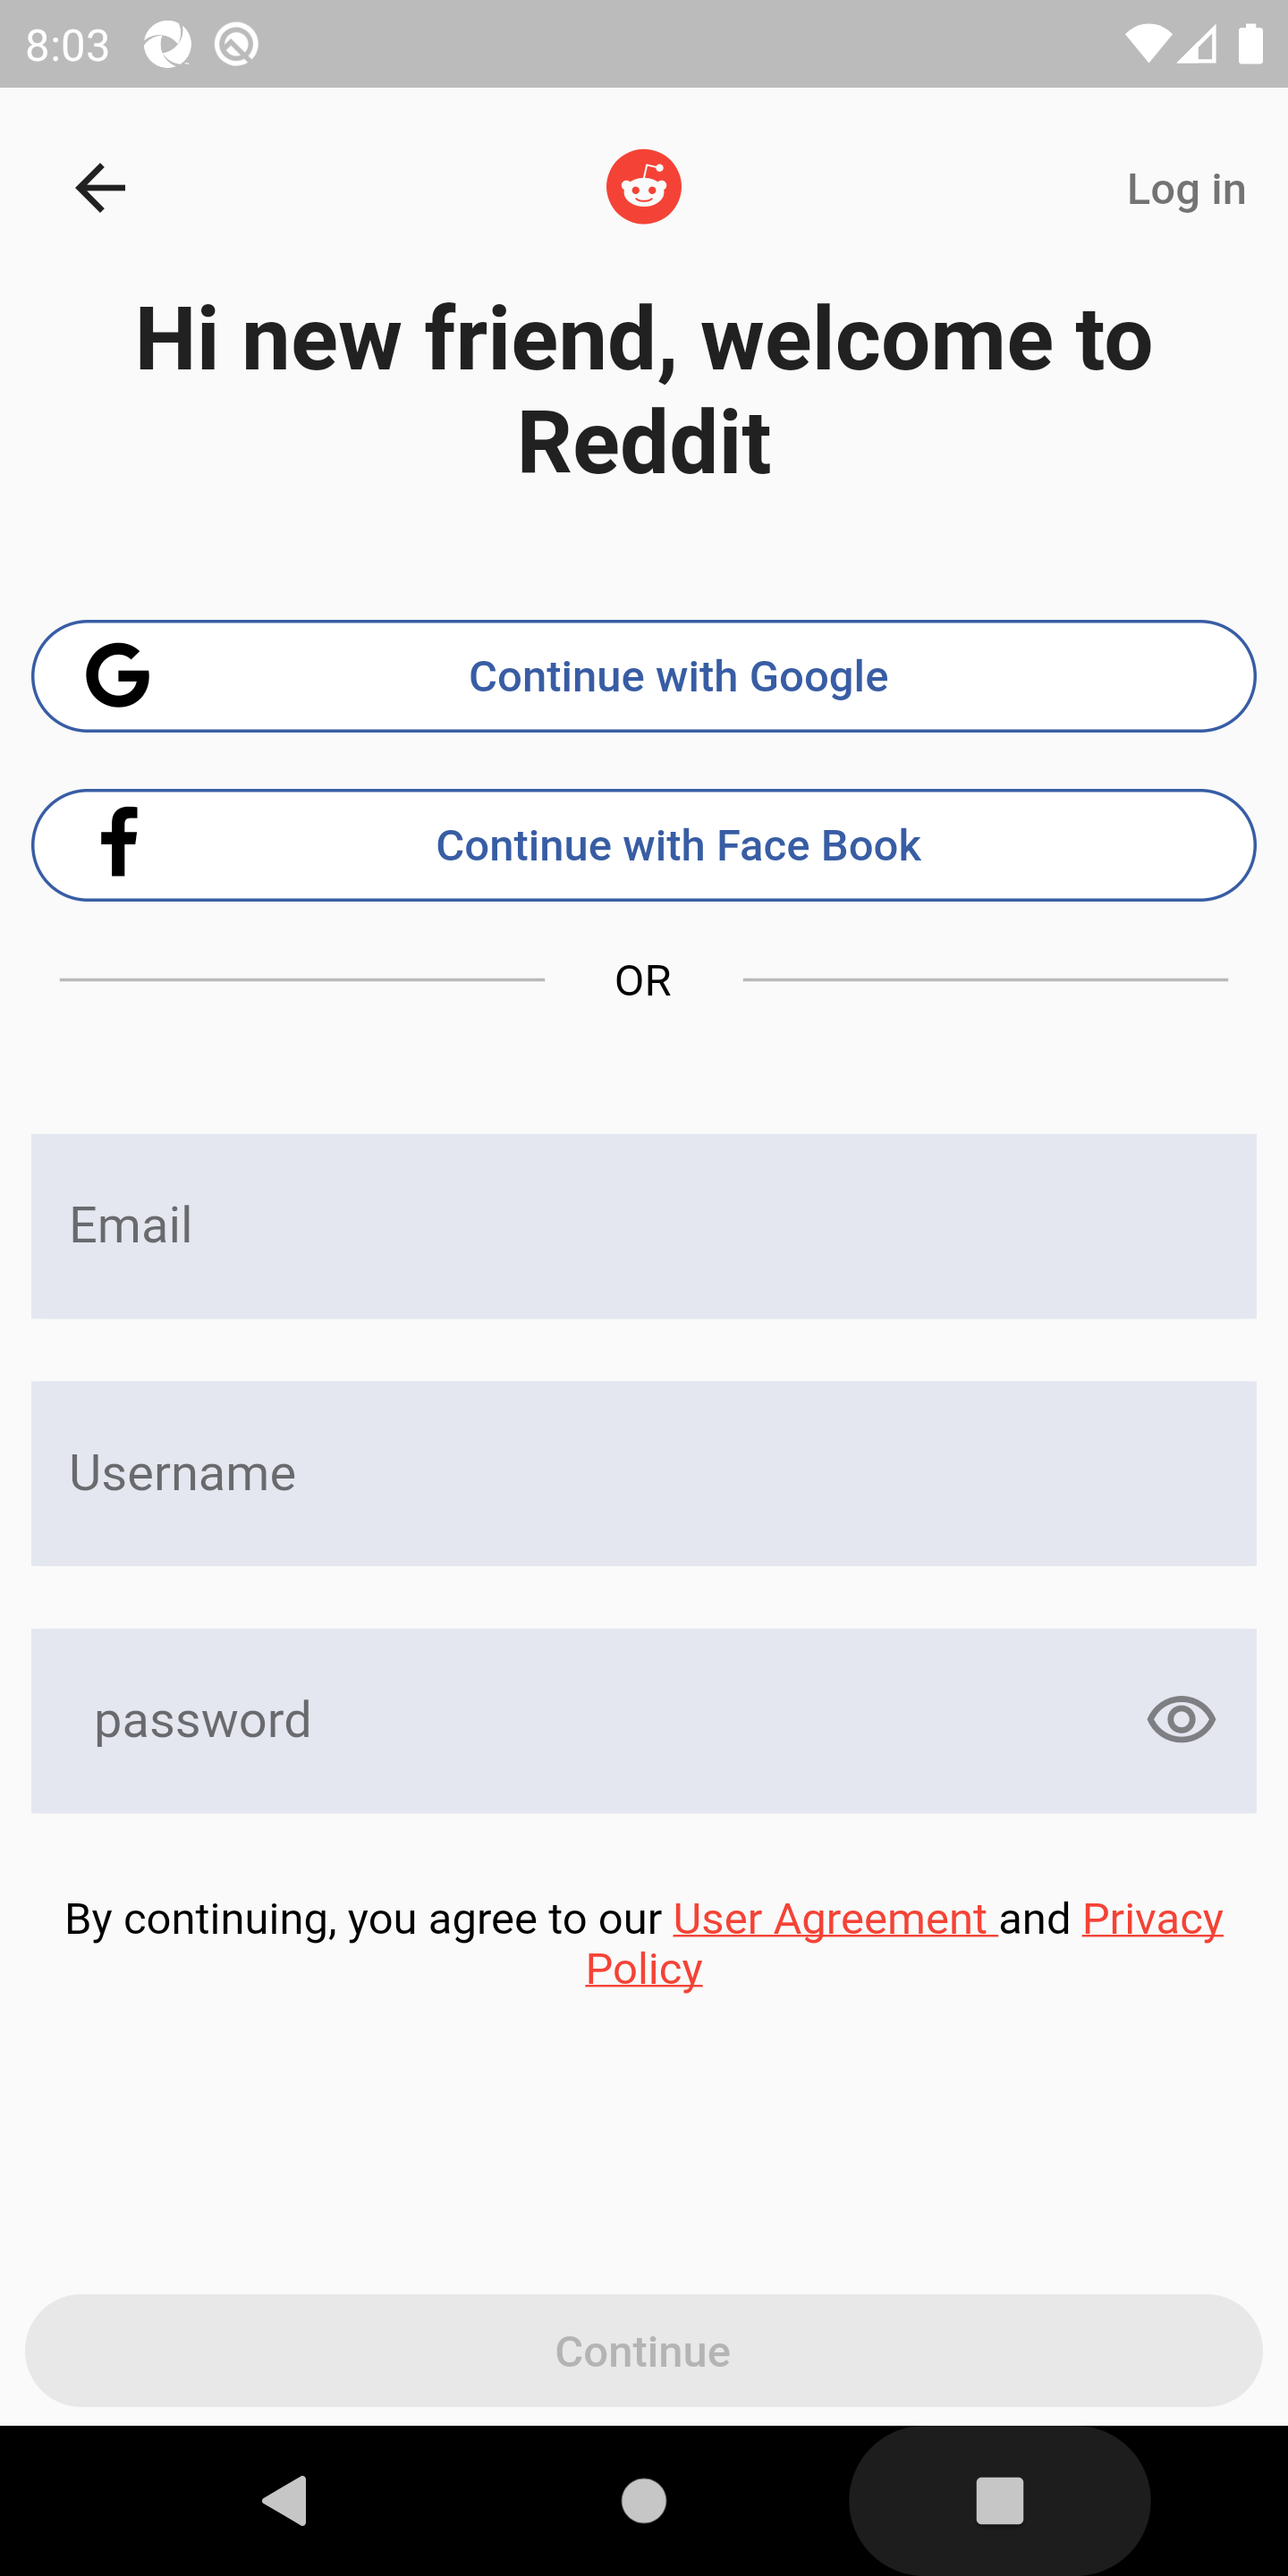 8:03
Log in
Hi new friend, welcome to
Reddit
Continue with Google
Continue with Face Book
OR
Email
Username
password
By continuing, you agree to our User Agreement and Privacy
Policy
Continue